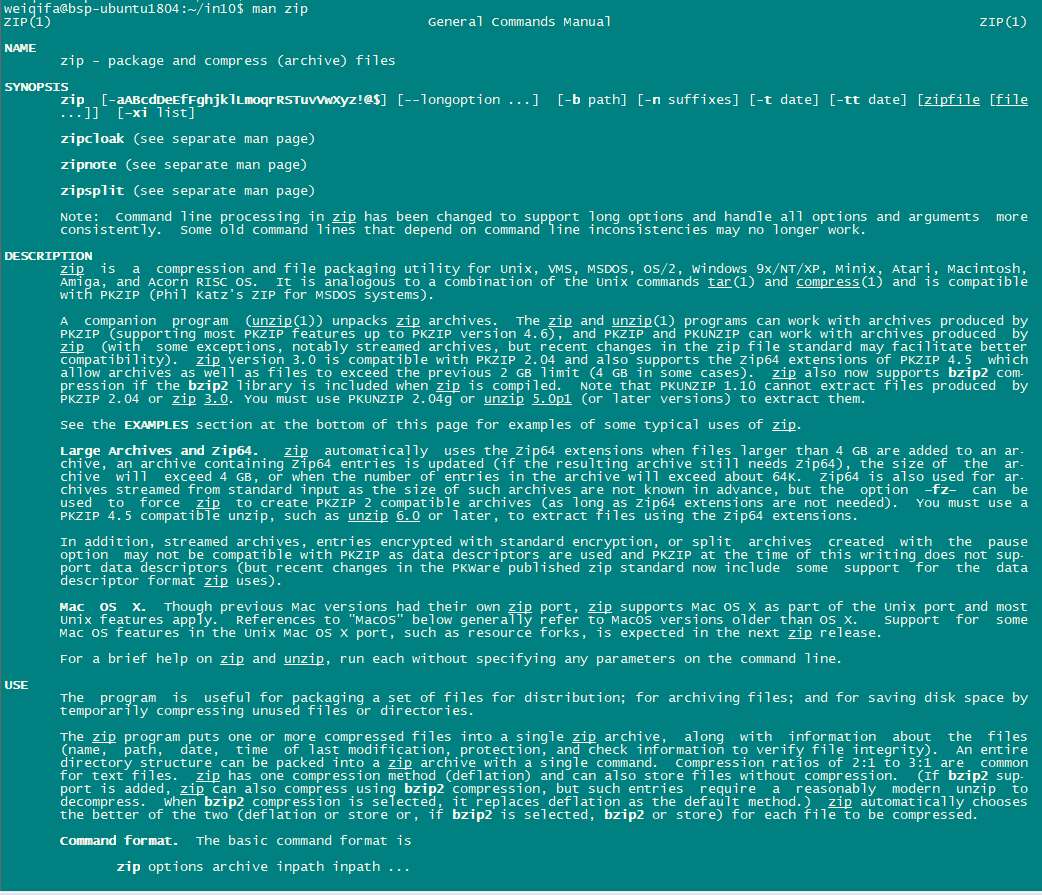 weiqifa@bsp-ubuntu1804:~/in10$ man zip
ZIP(1) General Commands Manual ZIP(1)
NAME
zip - package and compress (archive) files
SYNOPSIS
zip [-aABcdDeEfFghjklLmoqrRSTuvVwXyz!@$] [--longoption ...] [-b path] [-n suffixes] [-t date] [-tt date] [zipfile [file
...]] [-xi list]
zipcloak (see separate man page)
zipnote (see separate man page)
zipsplit (see separate man page)
Note: Command line processing in zip has been changed to support long options and handle all options and arguments more
consistently. Some old command lines that depend on command line inconsistencies may no longer work.
DESCRIPTION
zip is a compression and file packaging utility for Unix, VMS, MSDOS, OS/2, Windows 9x/NT/XP, Minix, Atari, Macintosh,
Amiga, and Acorn RISC OS. It is analogous to a combination of the Unix commands tar(1) and compress(1) and is compatible
with PKZIP (Phil Katz's ZIP for MSDOS systems).
A companion program (unzip(1)) unpacks zip archives. The zip and unzip(1) programs can work with archives produced by
PKZIP (supporting most PKZIP features up to PKZIP version 4.6), and PKZIP and PKUNZIP can work with archives produced by
zip (with some exceptions, notably streamed archives, but recent changes in the zip file standard may facilitate better
compatibility). zip version 3.0 is compatible with PKZIP 2.04 and also supports the Zip64 extensions of PKZIP 4.5 which
allow archives as well as files to exceed the previous 2 GB limit (4 GB in some cases). zip also now supports bzip2 com-
pression if the bzip2 library is included when zip is compiled. Note that PKUNZIP 1.10 cannot extract files produced by
PKZIP 2.04 or zip 3.0. You must use PKUNZIP 2.04g or unzip 5.0p1 (or later versions) to extract them.
See the EXAMPLES section at the bottom of this page for examples of some typical uses of zip.
Large Archives and Zip64. zip automatically uses the Zip64 extensions when files larger than 4 GB are added to an ar-
chive, an archive containing Zip64 entries is updated (if the resulting archive still needs Zip64), the size of the ar-
chive will exceed 4 GB, or when the number of entries in the archive will exceed about 64K. Zip64 is also used for ar-
chives streamed from standard input as the size of such archives are not known in advance, but the option -fz- can be
used to force zip to create PKZIP 2 compatible archives (as long as Zip64 extensions are not needed). You must use a
PKZIP 4.5 compatible unzip, such as unzip 6.0 or later, to extract files using the Zip64 extensions.
In addition, streamed archives, entries encrypted with standard encryption, or split archives created with the pause
option may not be compatible with PKZIP as data descriptors are used and PKZIP at the time of this writing does not sup-
port data descriptors (but recent changes in the PKWare published zip standard now include some support for the data
descriptor format zip uses).
Mac OS X. Though previous Mac versions had their own zip port, zip supports Mac OS X as part of the Unix port and most
Unix features apply. References to "MacOS" below generally refer to MacOS versions older than OS X. Support for some
Mac OS features in the Unix Mac OS X port, such as resource forks, is expected in the next zip release.
For a brief help on zip and unzip, run each without specifying any parameters on the command line.
USE
The program is useful for packaging a set of files for distribution; for archiving files; and for saving disk space by
temporarily compressing unused files or directories.
The zip program puts one or more compressed files into a single zip archive, along with information about the files
(name, path, date, time of last modification, protection, and check information to verify file integrity). An entire
directory structure can be packed into a zip archive with a single command. Compression ratios of 2:1 to 3:1 are common
for text files. zip has one compression method (deflation) and can also store files without compression. (If bzip2 sup-
port is added, zip can also compress using bzip2 compression, but such entries require a reasonably modern unzip to
decompress. When bzip2 compression is selected, it replaces deflation as the default method.) zip automatically chooses
the better of the two (deflation or store or, if bzip2 is selected, bzip2 or store) for each file to be compressed.
Command format. The basic command format is
zip options archive inpath inpath ...